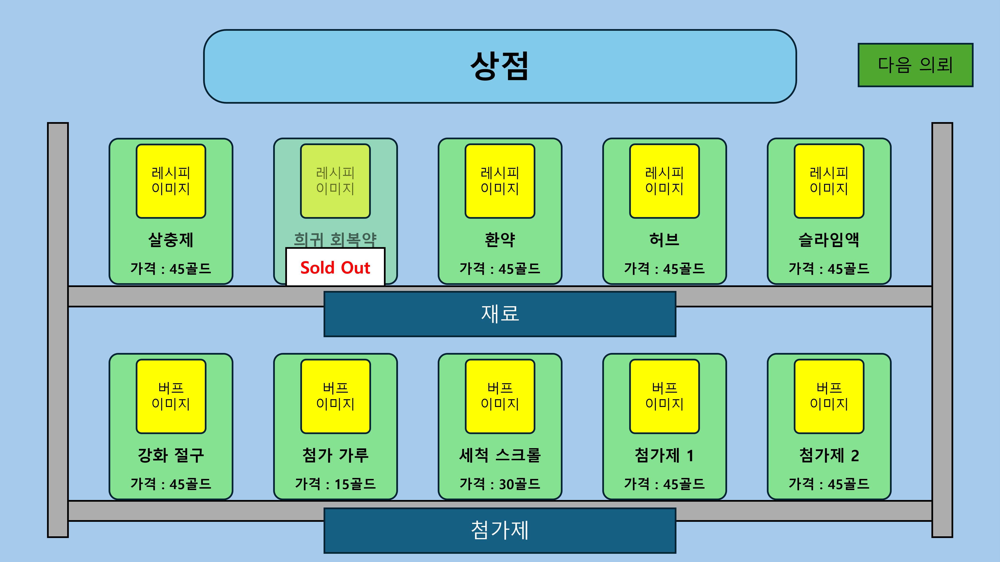 상점
다음 의뢰
레시피
이미지
살충제
가격 : 45골드
레시피
이미지
희귀 회복약
Sold Out
레시피
이미지
환약
가격 : 45골드
레시피
이미지
허브
가격 : 45골드
레시피
이미지
슬라임액
가격 : 45골드
재료
버프
이미지
강화 절구
가격 : 45골드
버프
이미지
첨가 가루
가격 : 15골드
버프
이미지
세척 스크롤
가격 : 30골드
버프
이미지
첨가제 1
가격 : 45골드
버프
이미지
첨가제 2
가격 : 45골드
첨가제